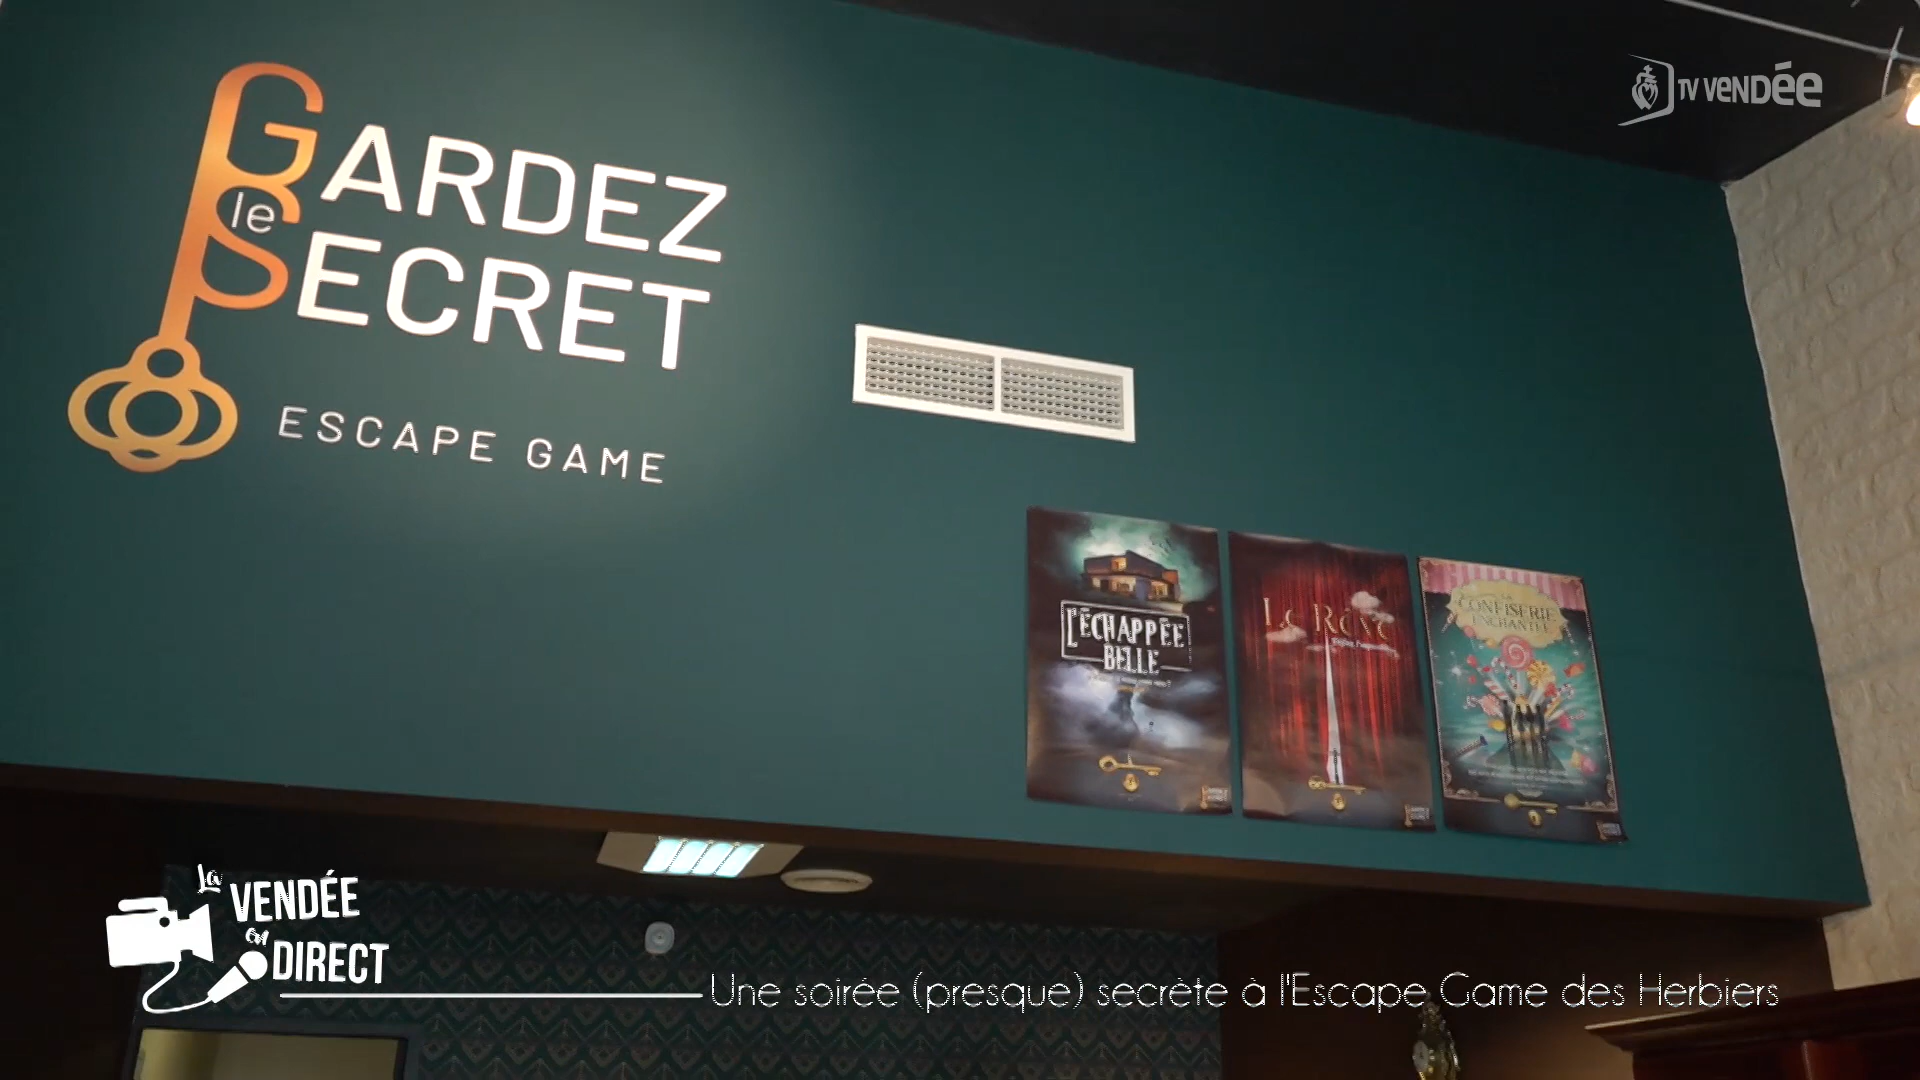 TV VENDÉE
GARDEZ
le
SECRET
ESCAPE GAME
L'ÉCHAPPÉE
BELLE
Le Rêve
CONFISERIE
ENCHANTÉE
La
VENDÉE
en
DIRECT
Une soirée (presque) secrète à l'Escape Game des Herbiers